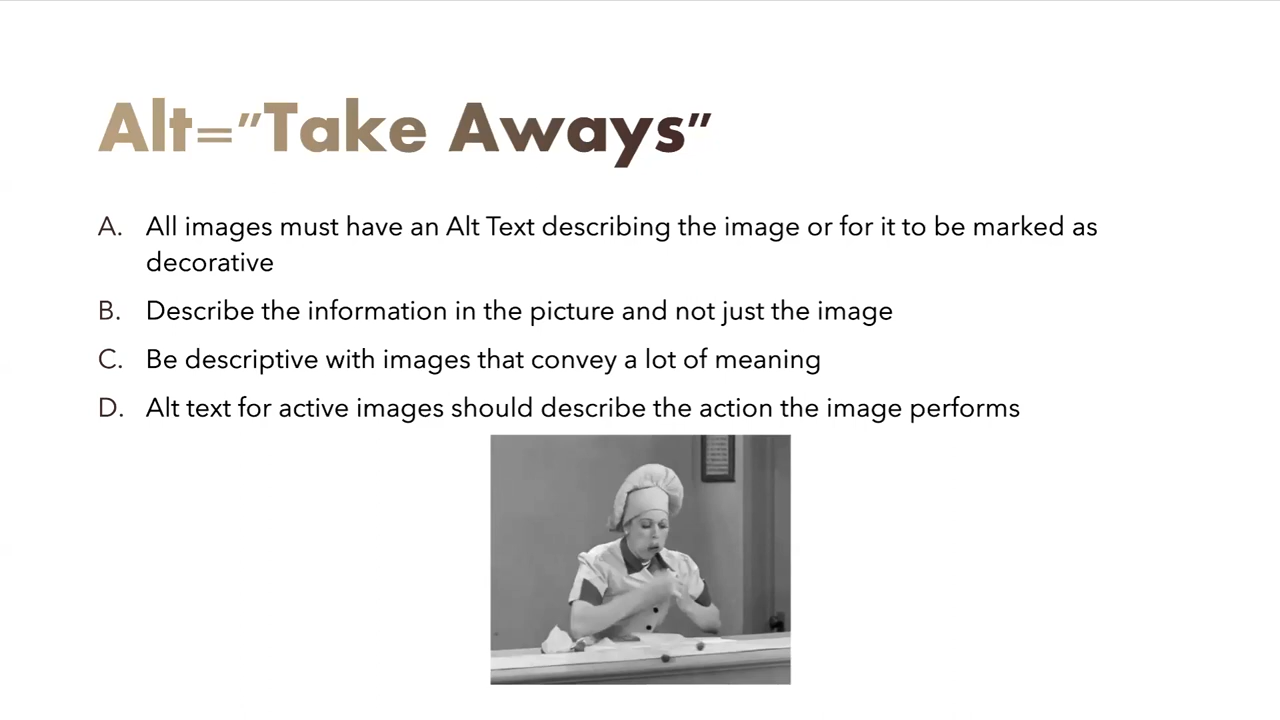 Alt="Take Aways"
A. All images must have an Alt Text describing the image or for it to be marked as
decorative
B. Describe the information in the picture and not just the image
C. Be descriptive with images that convey a lot of meaning
D. Alt text for active images should describe the action the image performs